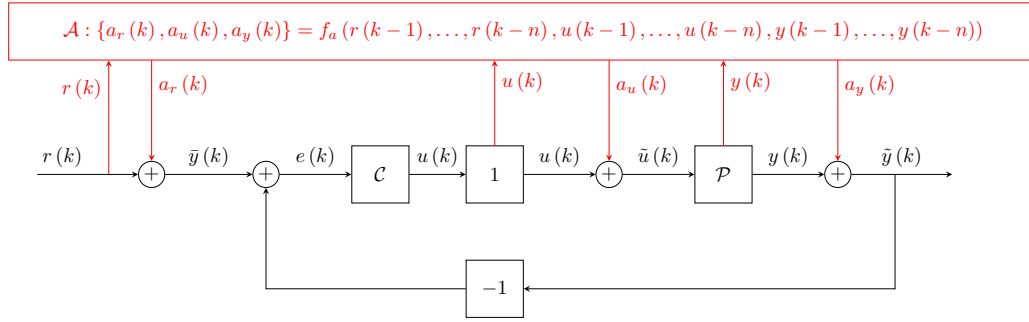 𝒜 : {a_r (k) , a_u (k) , a_y (k)} = f_a (r (k − 1) , … , r (k − n) , u (k − 1) , … , u (k − n) , y (k − 1) , … , y (k − n))
r (k) a_r (k) u (k) a_u (k) y (k) a_y (k)
r (k) ȳ (k) e (k) u (k) u (k) ũ (k) y (k) ỹ (k)
+ + 𝒞 1 + 𝒫 +
−1